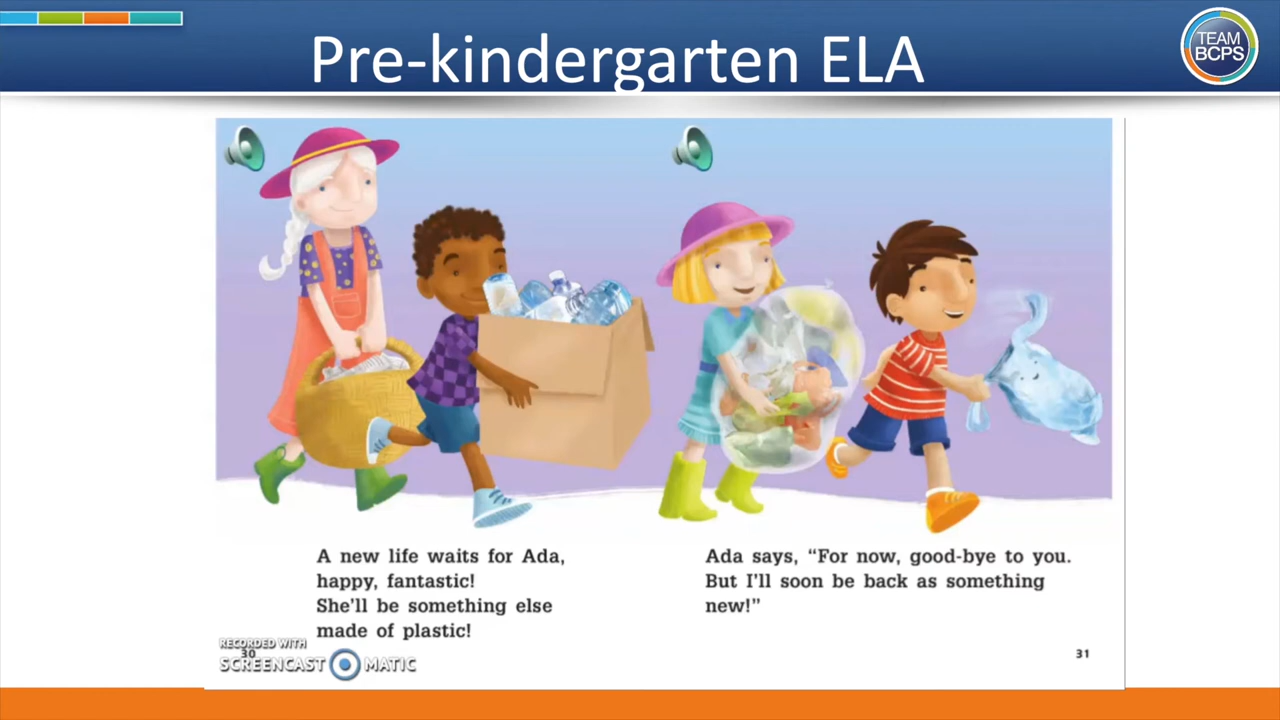 Pre-kindergarten ELA
TEAM
BCPS
A new life waits for Ada,
happy, fantastic!
She'll be something else
made of plastic!
Ada says, “For now, good-bye to you.
But I'll soon be back as something
new!”
RECORDED WITH
30
SCREENCAST MATIC
31